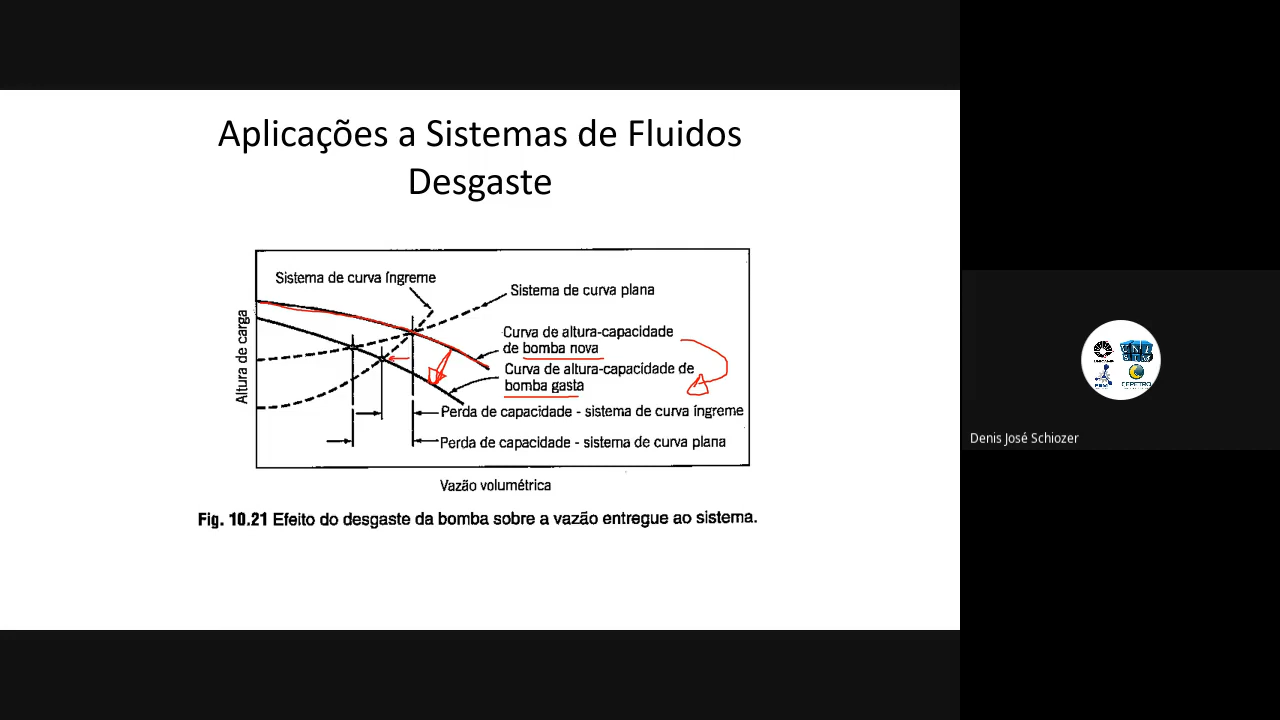 Aplicações a Sistemas de Fluidos
Desgaste
Sistema de curva íngreme
Sistema de curva plana
Curva de altura-capacidade
de bomba nova
Curva de altura-capacidade de
bomba gasta
Perda de capacidade - sistema de curva íngreme
Perda de capacidade - sistema de curva plana
Altura de carga
Vazão volumétrica
Fig. 10.21 Efeito do desgaste da bomba sobre a vazão entregue ao sistema.
CEPETRO
Denis José Schiozer